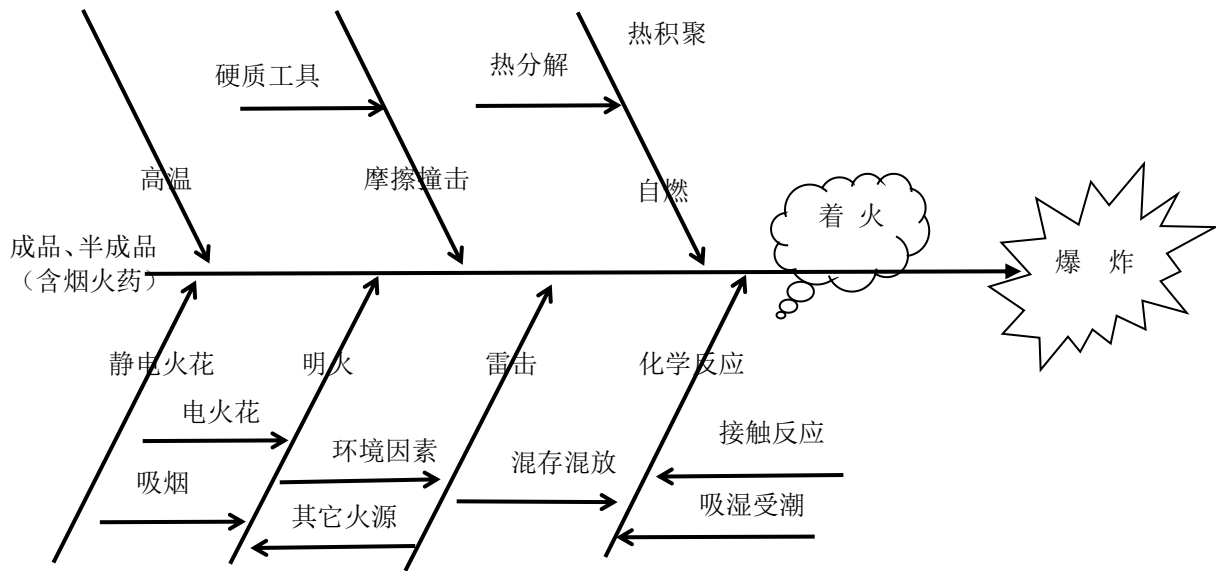 热积聚
热分解
硬质工具
高温
摩擦撞击
自燃
着 火
成品、半成品
（含烟火药）
爆 炸
静电火花
明火
雷击
化学反应
电火花
接触反应
环境因素
混存混放
吸烟
吸湿受潮
其它火源